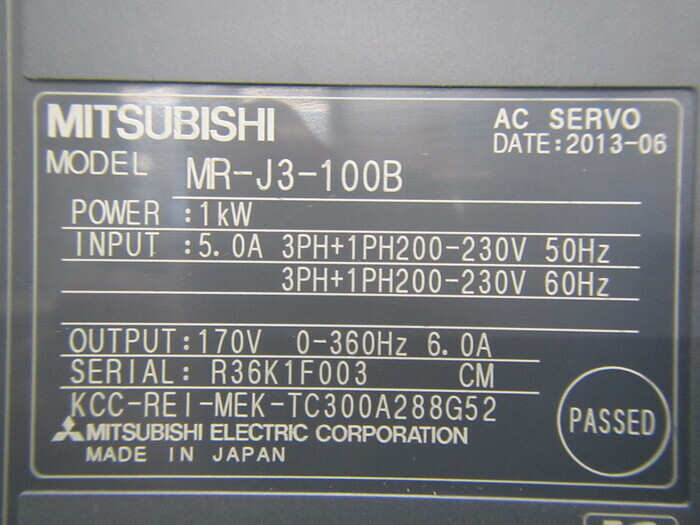 MITSUBISHI
AC SERVO
DATE:2013-06
MODEL MR-J3-100B
POWER :1kW
INPUT :5.0A 3PH+1PH200-230V 50Hz
3PH+1PH200-230V 60Hz
OUTPUT:170V 0-360Hz 6.0A
SERIAL: R36K1F003 CM
KCC-REI-MEK-TC300A288G52
PASSED
MITSUBISHI ELECTRIC CORPORATION
MADE IN JAPAN